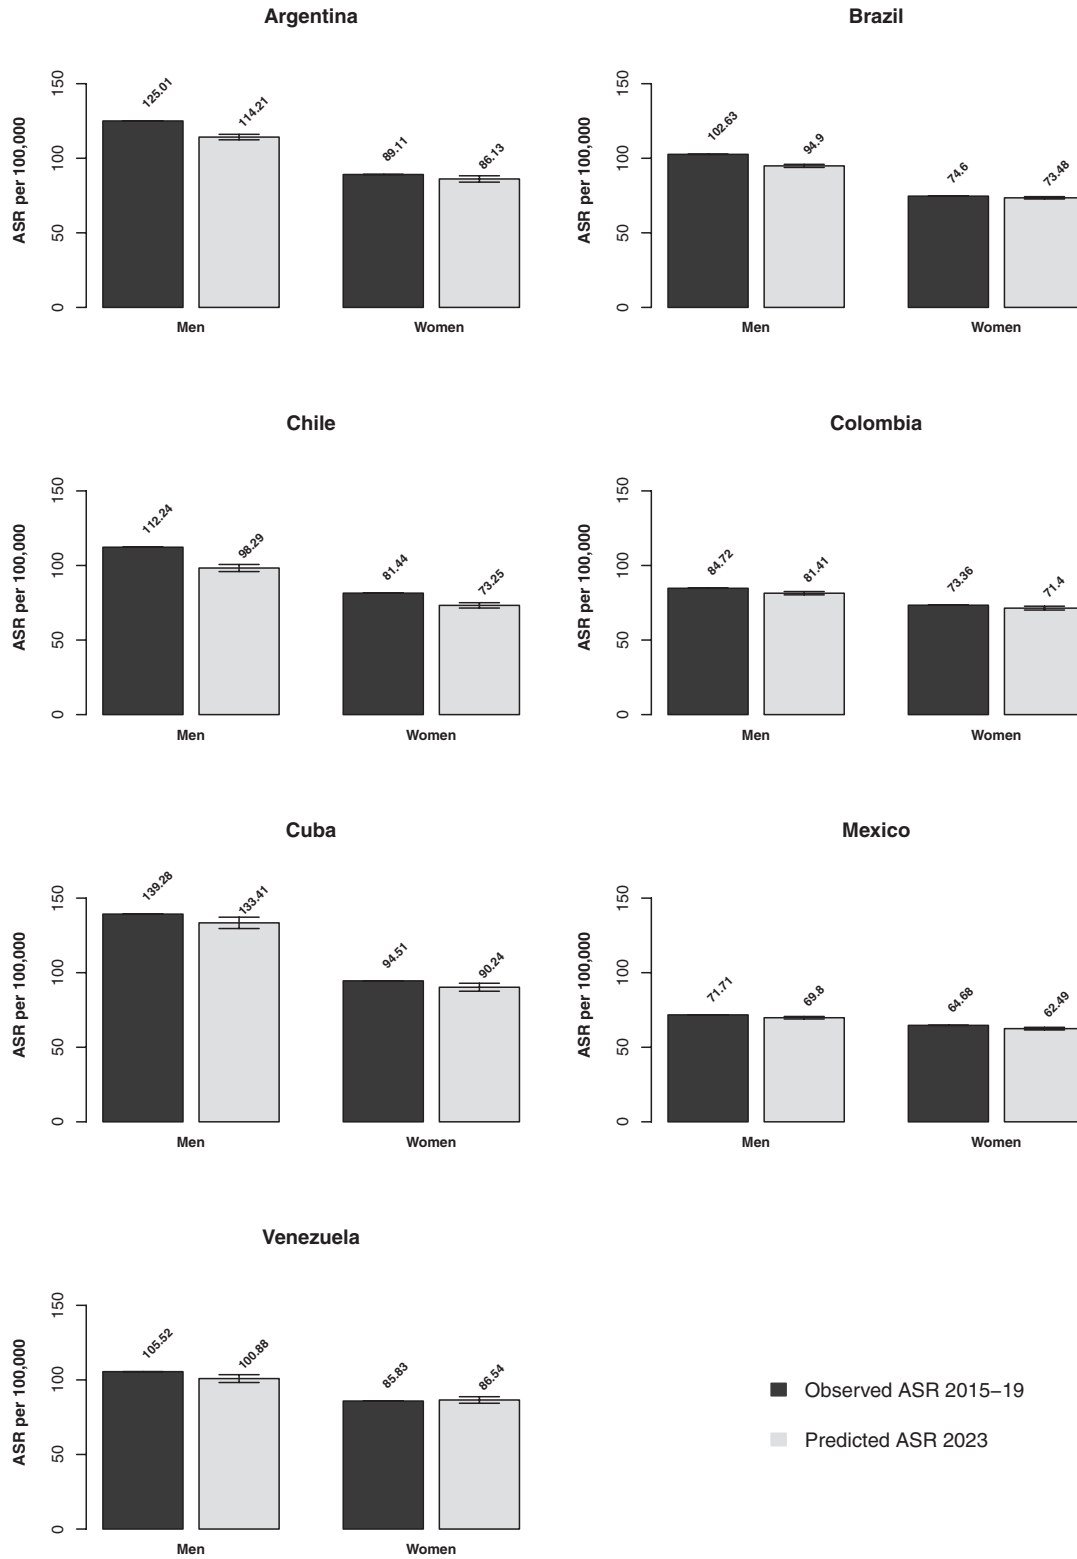 Argentina
ASR per 100,000
150
100
50
0
125.01
114.21
89.11
86.13
Men
Women
Brazil
ASR per 100,000
150
100
50
0
102.63
94.9
74.6
73.48
Men
Women
Chile
ASR per 100,000
150
100
50
0
112.24
98.29
81.44
73.25
Men
Women
Colombia
ASR per 100,000
150
100
50
0
84.72
81.41
73.36
71.4
Men
Women
Cuba
ASR per 100,000
150
100
50
0
139.28
133.41
94.51
90.24
Men
Women
Mexico
ASR per 100,000
150
100
50
0
71.71
69.8
64.68
62.49
Men
Women
Venezuela
ASR per 100,000
150
100
50
0
105.52
100.88
85.83
86.54
Men
Women
Observed ASR 2015–19
Predicted ASR 2023